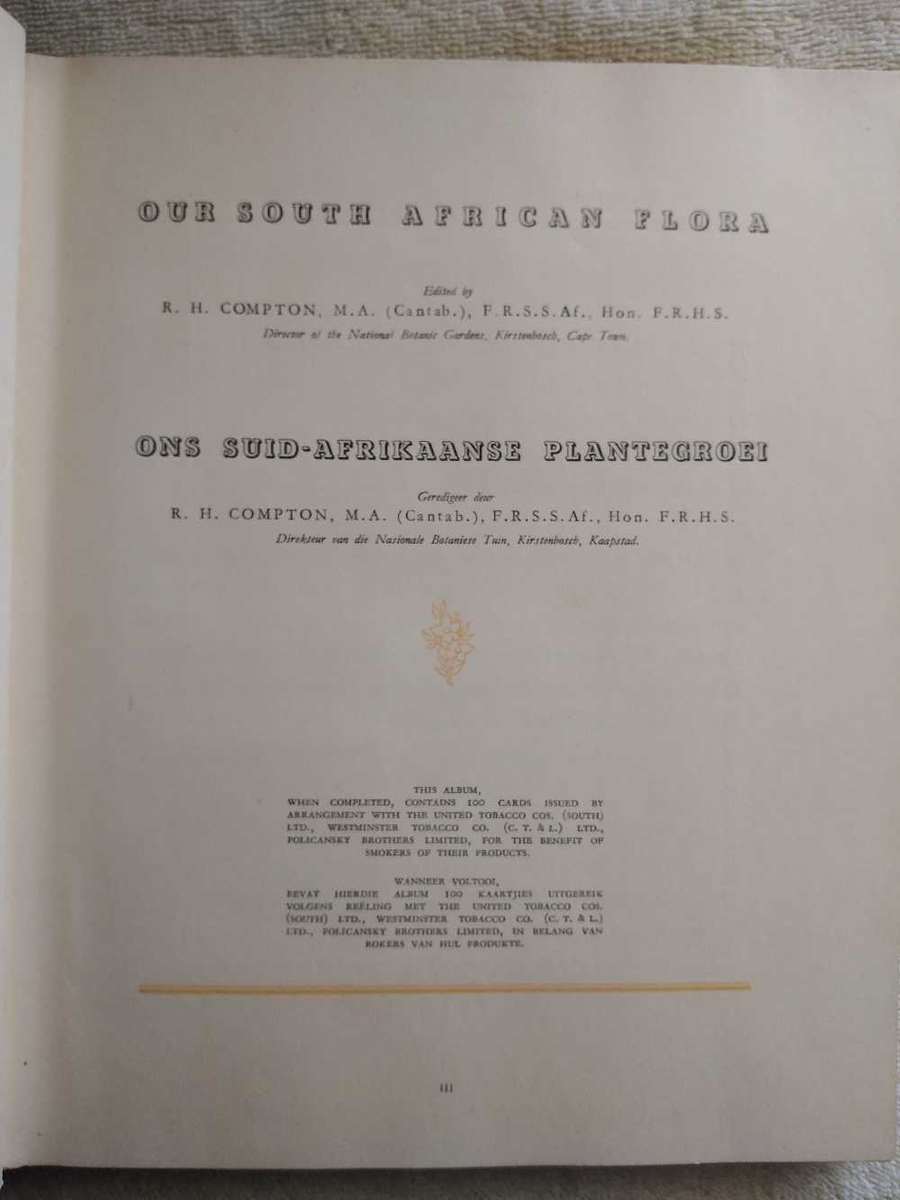 OUR SOUTH AFRICAN FLORA
Edited by
R. H. COMPTON, M.A. (Cantab.), F.R.S.S.Af., Hon. F.R.H.S.
Director of the National Botanic Gardens, Kirstenbosch, Cape Town.
ONS SUID-AFRIKAANSE PLANTEGROEI
Geredigeer deur
R. H. COMPTON, M.A. (Cantab.), F.R.S.S.Af., Hon. F.R.H.S.
Direkteur van die Nasionale Botaniese Tuin, Kirstenbosch, Kaapstad.
THIS ALBUM,
WHEN COMPLETED, CONTAINS 100 CARDS ISSUED BY
ARRANGEMENT WITH THE UNITED TOBACCO COS. (SOUTH)
LTD., WESTMINSTER TOBACCO CO. (C. T. & L.) LTD.,
POLICANSKY BROTHERS LIMITED, FOR THE BENEFIT OF
SMOKERS OF THEIR PRODUCTS.
WANNEER VOLTOOI,
BEVAT HIERDIE ALBUM 100 KAARTJIES UITGEREIK
VOLGENS REËLING MET THE UNITED TOBACCO COS.
(SOUTH) LTD., WESTMINSTER TOBACCO CO. (C. T. & L.)
LTD., POLICANSKY BROTHERS LIMITED, IN BELANG VAN
ROKERS VAN HUL PRODUKTE.
III